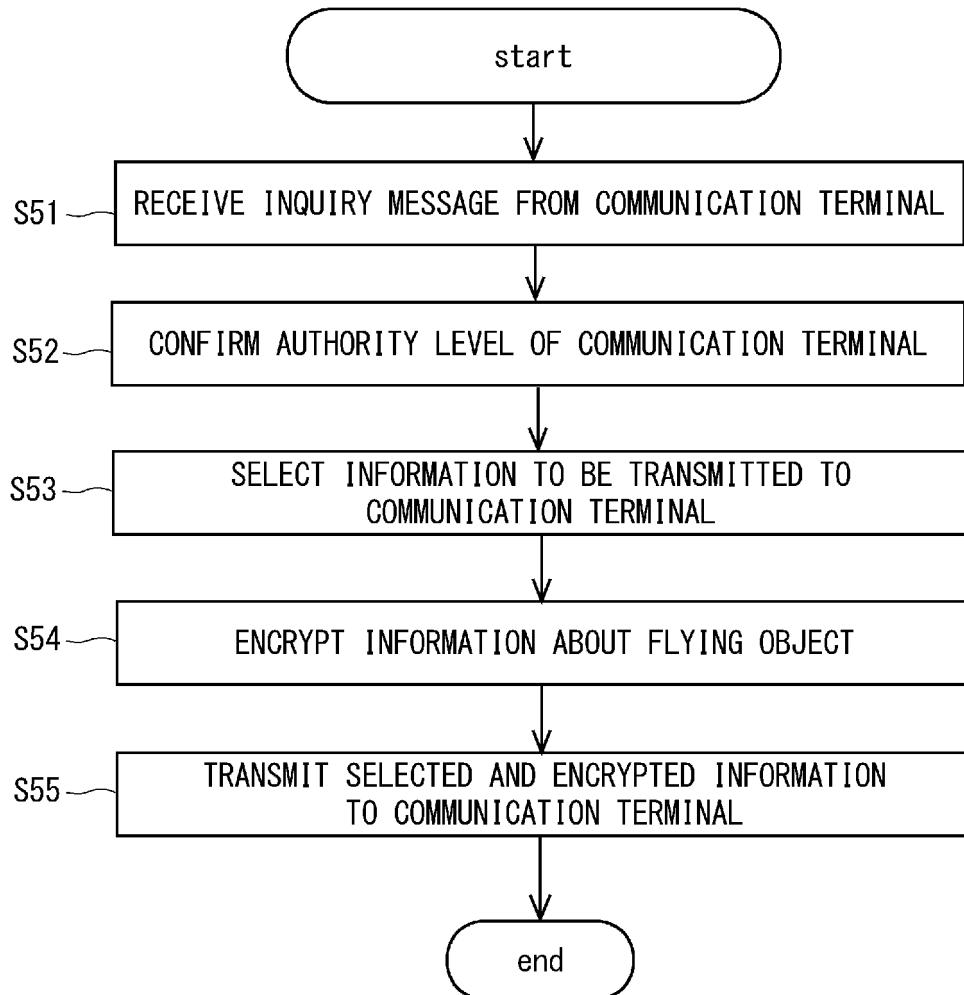 start
S51
RECEIVE INQUIRY MESSAGE FROM COMMUNICATION TERMINAL
S52
CONFIRM AUTHORITY LEVEL OF COMMUNICATION TERMINAL
S53
SELECT INFORMATION TO BE TRANSMITTED TO
COMMUNICATION TERMINAL
S54
ENCRYPT INFORMATION ABOUT FLYING OBJECT
S55
TRANSMIT SELECTED AND ENCRYPTED INFORMATION
TO COMMUNICATION TERMINAL
end